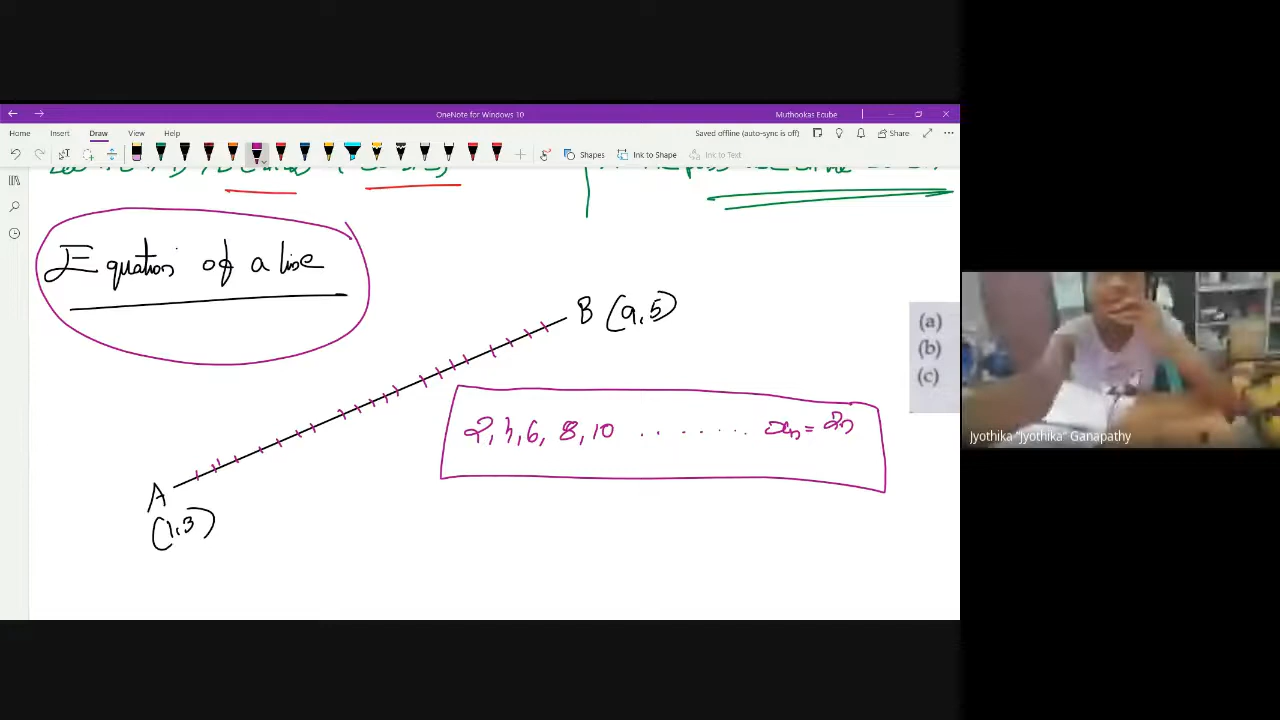 OneNote for Windows 10
Muthookas Ecube
Home Insert Draw View Help
Saved offline (auto-sync is off)
Share
Shapes
Ink to Shape
Ink to Text
Equation of a line
B (9,5)
2, 4, 6, 8, 10 ........ xn = 2n
A
(1,3)
(a)
(b)
(c)
Jyothika "Jyothika" Ganapathy